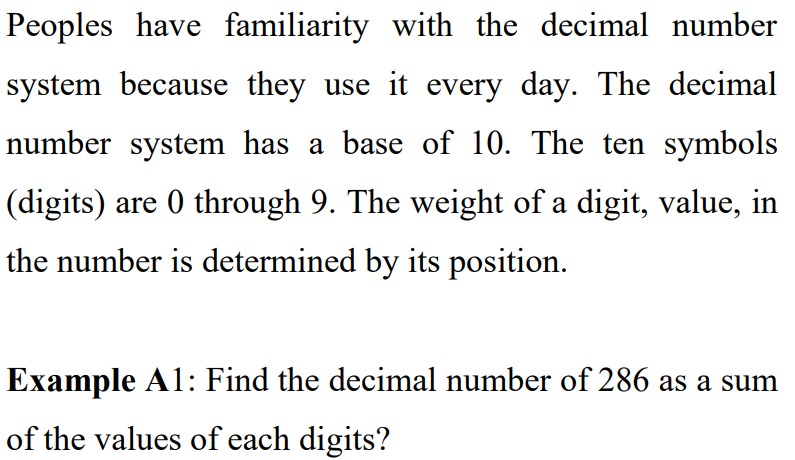 Peoples have familiarity with the decimal number
system because they use it every day. The decimal
number system has a base of 10. The ten symbols
(digits) are 0 through 9. The weight of a digit, value, in
the number is determined by its position.
Example A1: Find the decimal number of 286 as a sum
of the values of each digits?